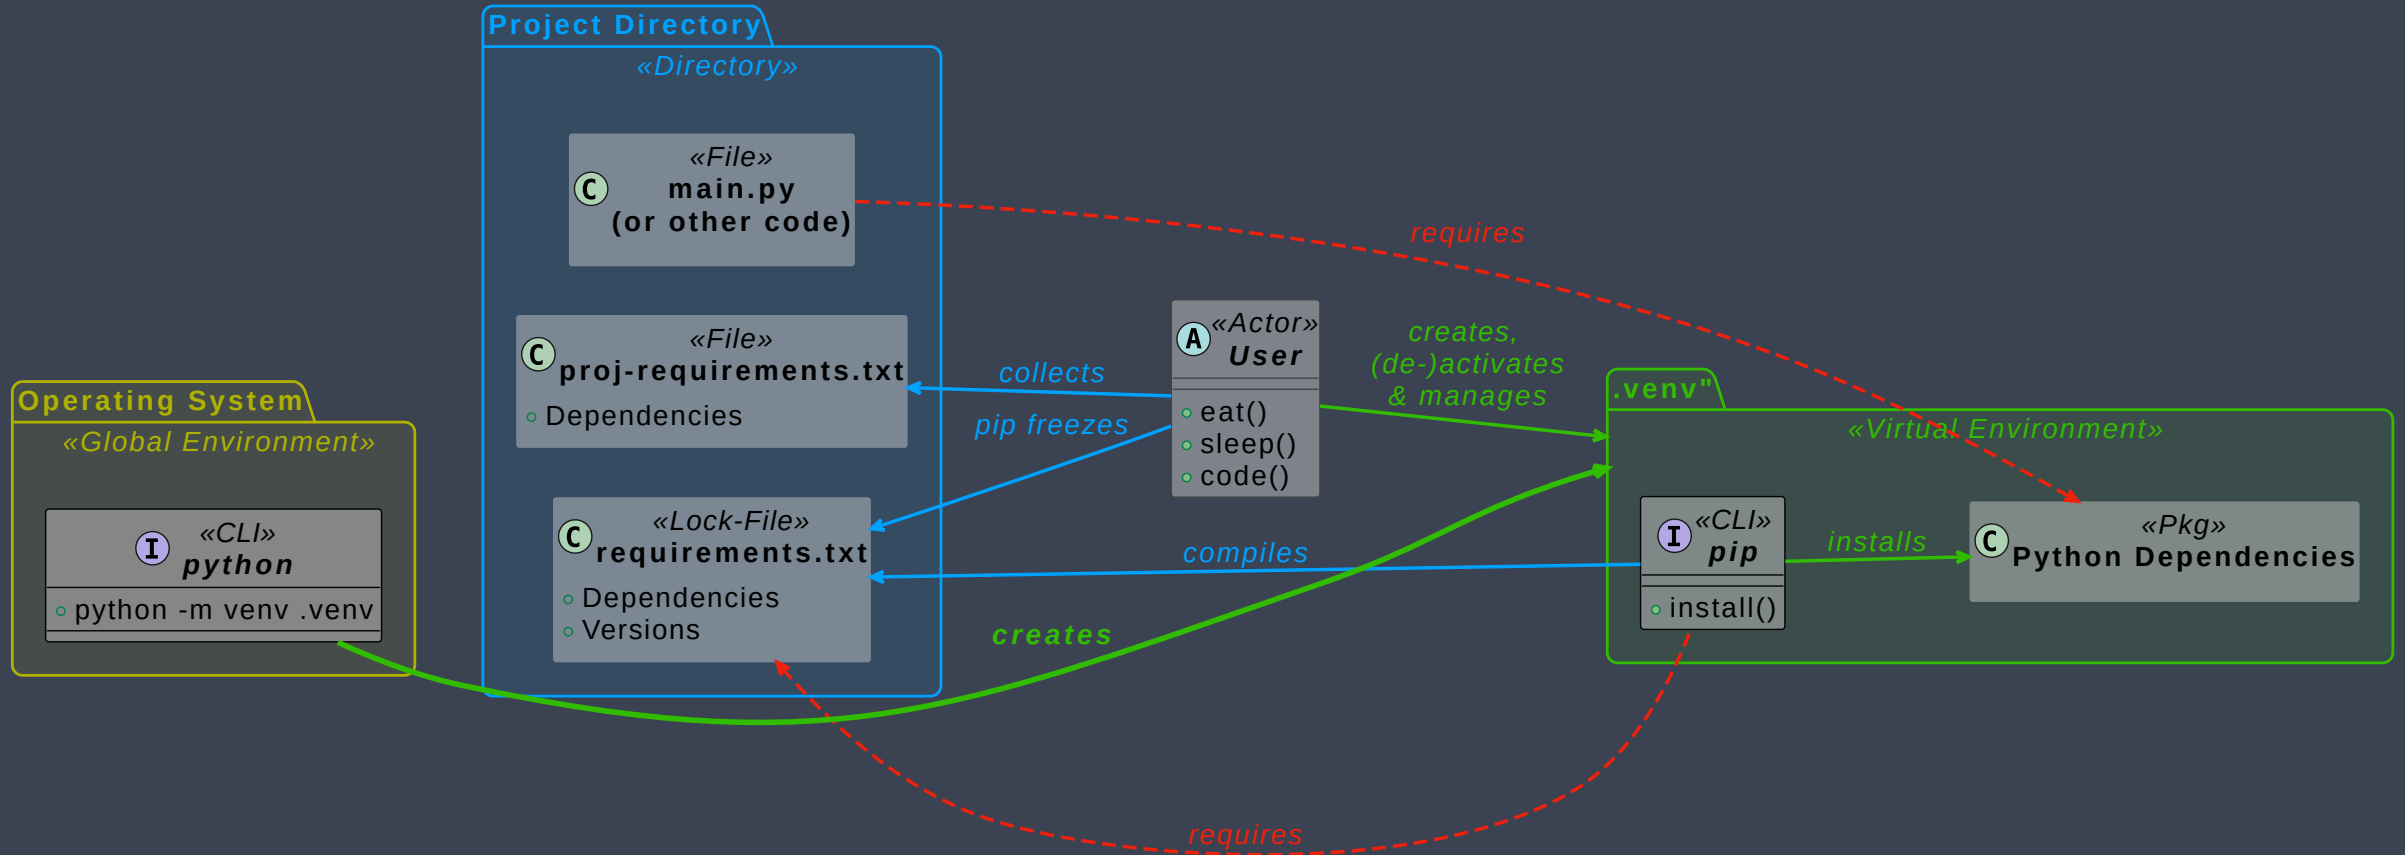 Project Directory
«Directory»
«File»
C
main.py
(or other code)
requires
«File»
C
proj-requirements.txt
Dependencies
collects
pip freezes
«Actor»
A
User
eat()
sleep()
code()
creates,
(de-)activates
& manages
Operating System
«Global Environment»
«CLI»
I
python
python -m venv .venv
«Lock-File»
C
requirements.txt
Dependencies
Versions
compiles
creates
.venv"
«Virtual Environment»
«CLI»
I
pip
install()
installs
«Pkg»
C
Python Dependencies
requires